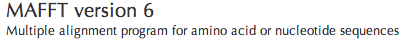 MAFFT version 6
Multiple alignment program for amino acid or nucleotide sequences